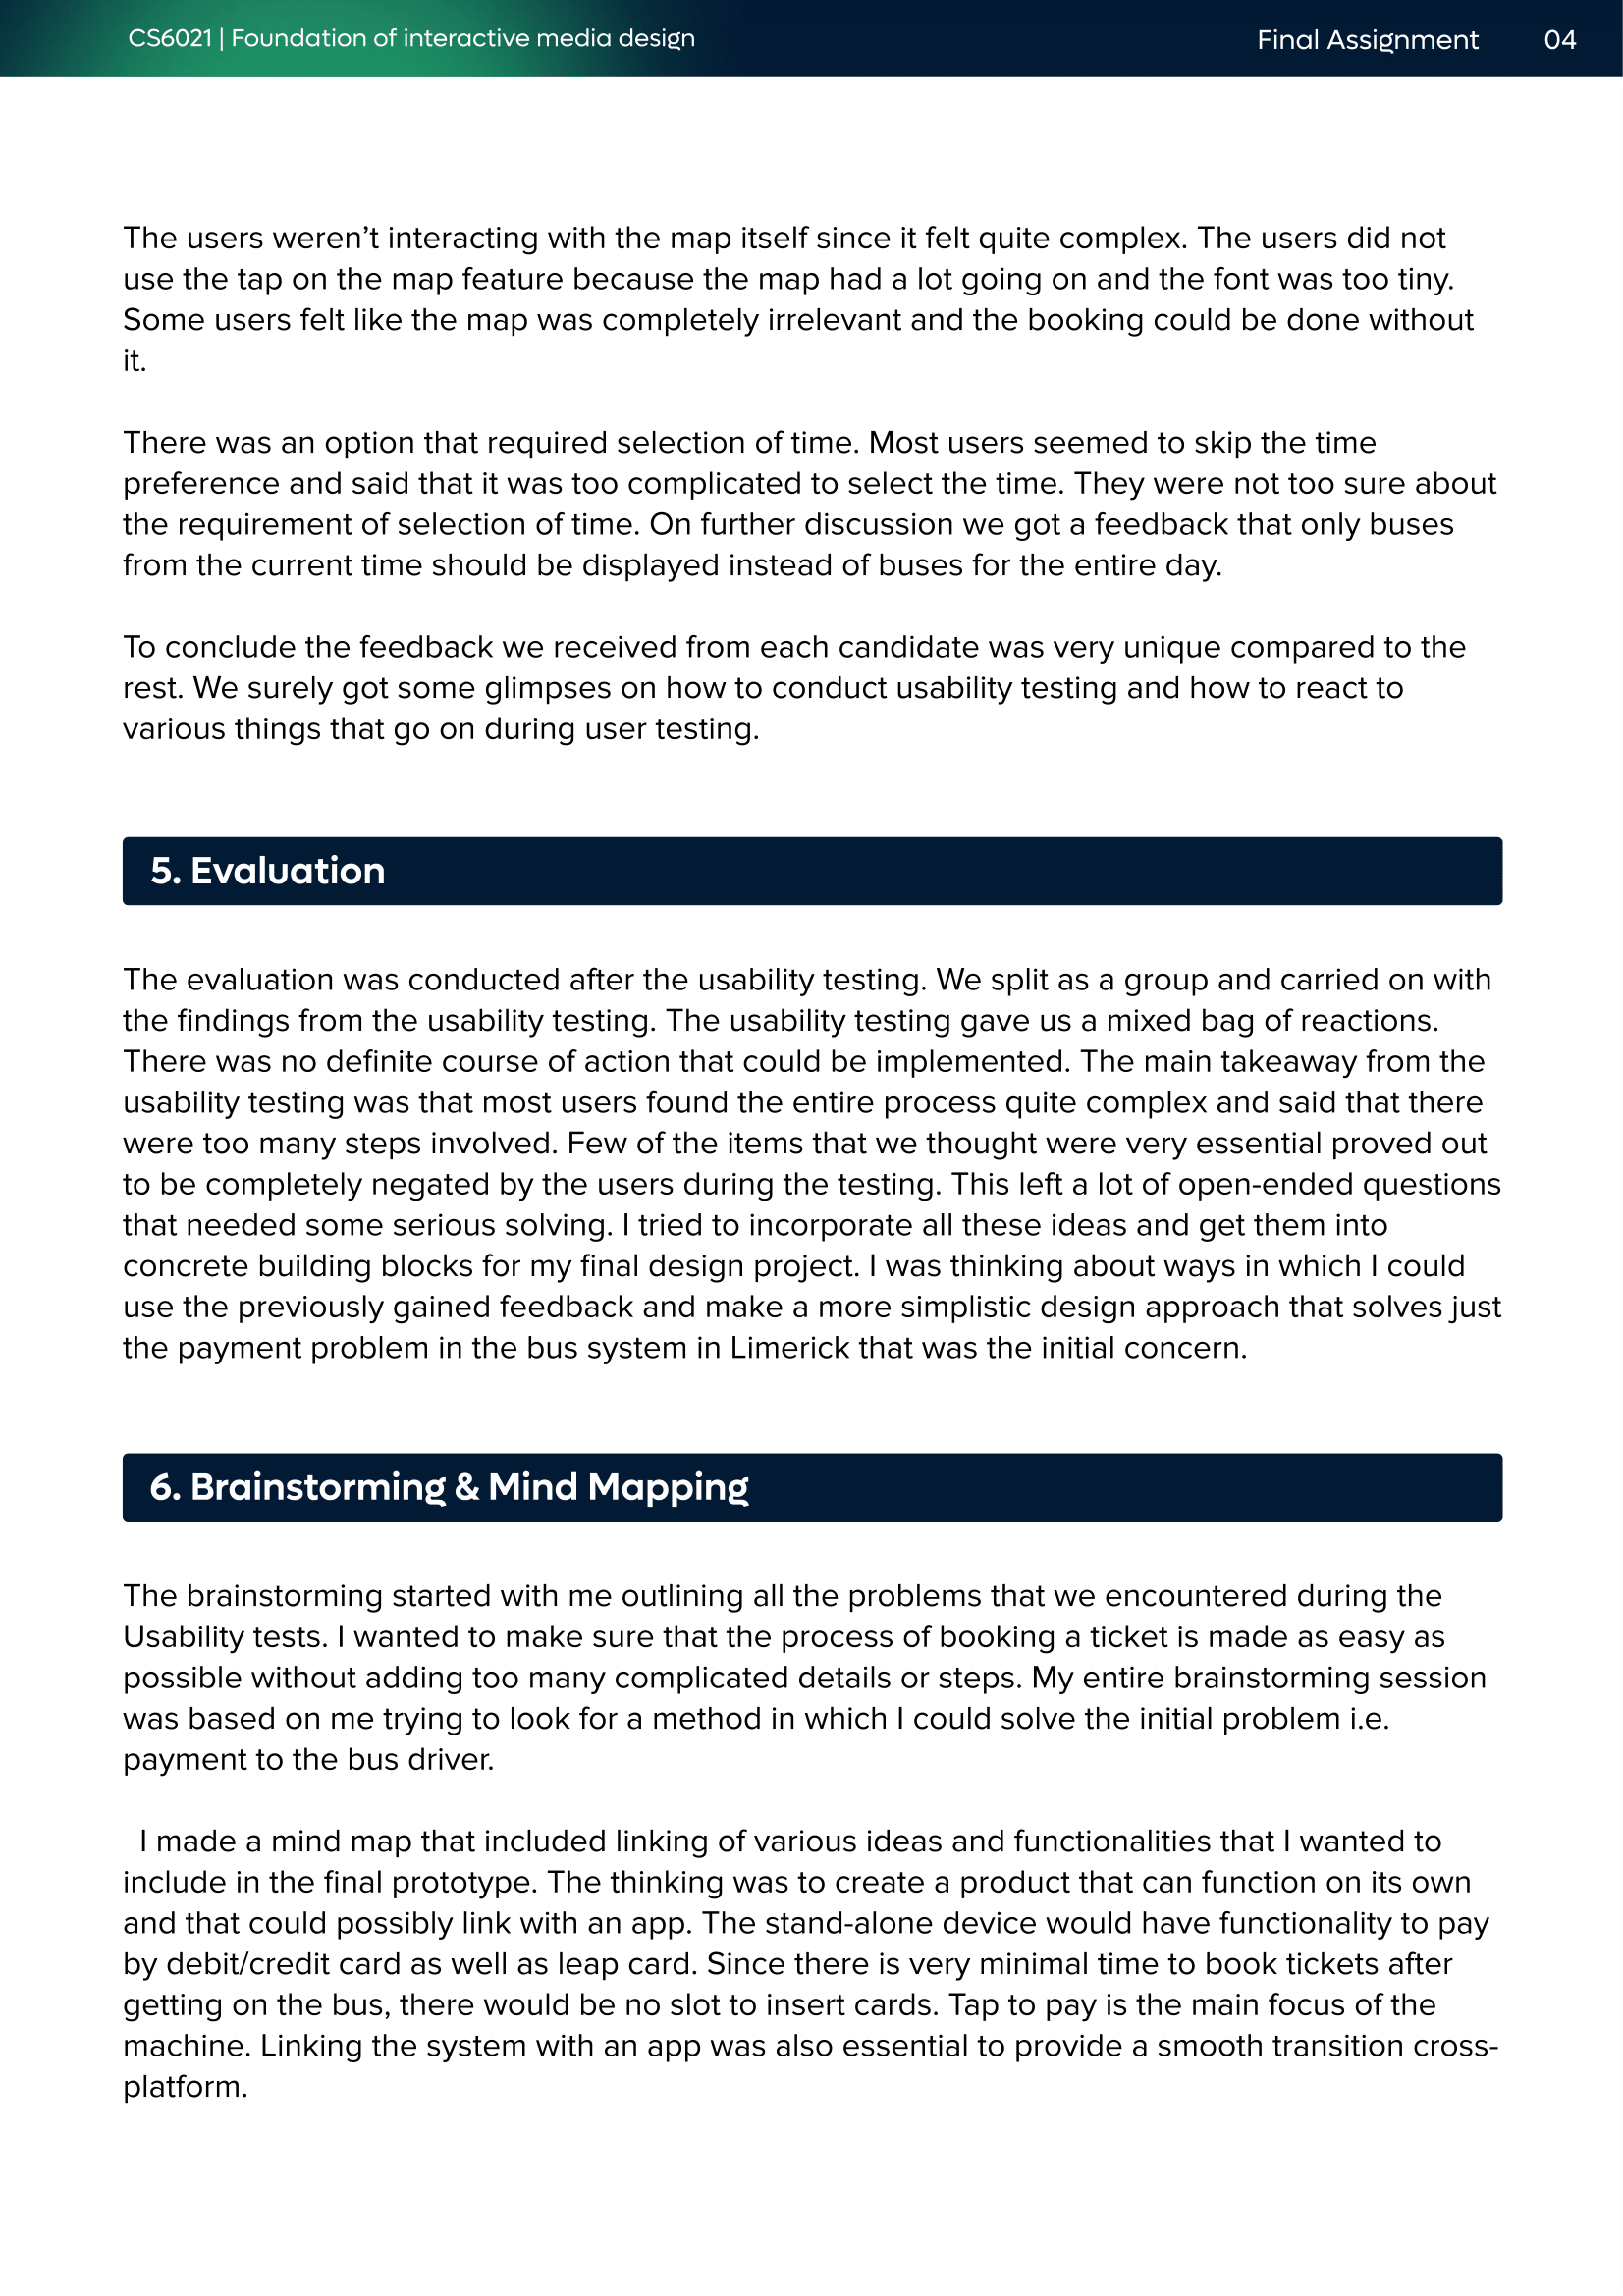 CS6021 | Foundation of interactive media design
Final Assignment 04
The users weren’t interacting with the map itself since it felt quite complex. The users did not
use the tap on the map feature because the map had a lot going on and the font was too tiny.
Some users felt like the map was completely irrelevant and the booking could be done without
it.
There was an option that required selection of time. Most users seemed to skip the time
preference and said that it was too complicated to select the time. They were not too sure about
the requirement of selection of time. On further discussion we got a feedback that only buses
from the current time should be displayed instead of buses for the entire day.
To conclude the feedback we received from each candidate was very unique compared to the
rest. We surely got some glimpses on how to conduct usability testing and how to react to
various things that go on during user testing.
5. Evaluation
The evaluation was conducted after the usability testing. We split as a group and carried on with
the findings from the usability testing. The usability testing gave us a mixed bag of reactions.
There was no definite course of action that could be implemented. The main takeaway from the
usability testing was that most users found the entire process quite complex and said that there
were too many steps involved. Few of the items that we thought were very essential proved out
to be completely negated by the users during the testing. This left a lot of open-ended questions
that needed some serious solving. I tried to incorporate all these ideas and get them into
concrete building blocks for my final design project. I was thinking about ways in which I could
use the previously gained feedback and make a more simplistic design approach that solves just
the payment problem in the bus system in Limerick that was the initial concern.
6. Brainstorming & Mind Mapping
The brainstorming started with me outlining all the problems that we encountered during the
Usability tests. I wanted to make sure that the process of booking a ticket is made as easy as
possible without adding too many complicated details or steps. My entire brainstorming session
was based on me trying to look for a method in which I could solve the initial problem i.e.
payment to the bus driver.
I made a mind map that included linking of various ideas and functionalities that I wanted to
include in the final prototype. The thinking was to create a product that can function on its own
and that could possibly link with an app. The stand-alone device would have functionality to pay
by debit/credit card as well as leap card. Since there is very minimal time to book tickets after
getting on the bus, there would be no slot to insert cards. Tap to pay is the main focus of the
machine. Linking the system with an app was also essential to provide a smooth transition cross-
platform.